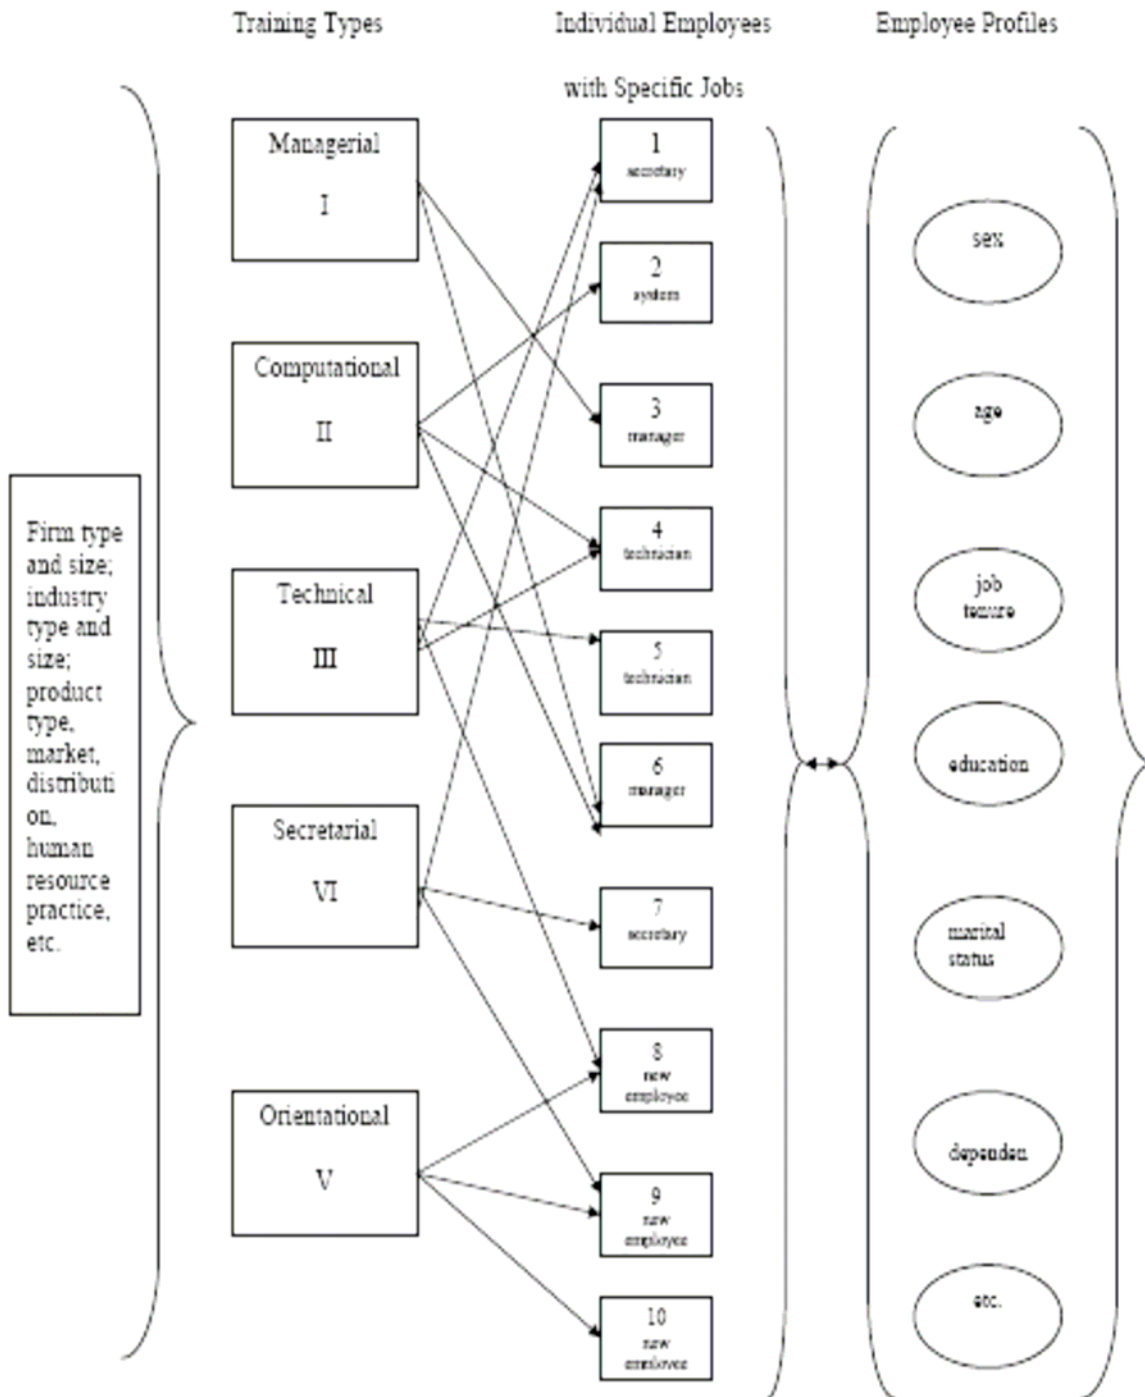 Training Types
Individual Employees
with Specific Jobs
Employee Profiles
Firm type
and size;
industry
type and
size;
product
type,
market,
distributi
on,
human
resource
practice,
etc.
Managerial
I
Computational
II
Technical
III
Secretarial
VI
Orientational
V
1
secretary
2
system
3
manager
4
technician
5
technician
6
manager
7
secretary
8
new
employee
9
new
employee
10
new
employee
sex
age
job
tenure
education
marital
status
dependen
etc.